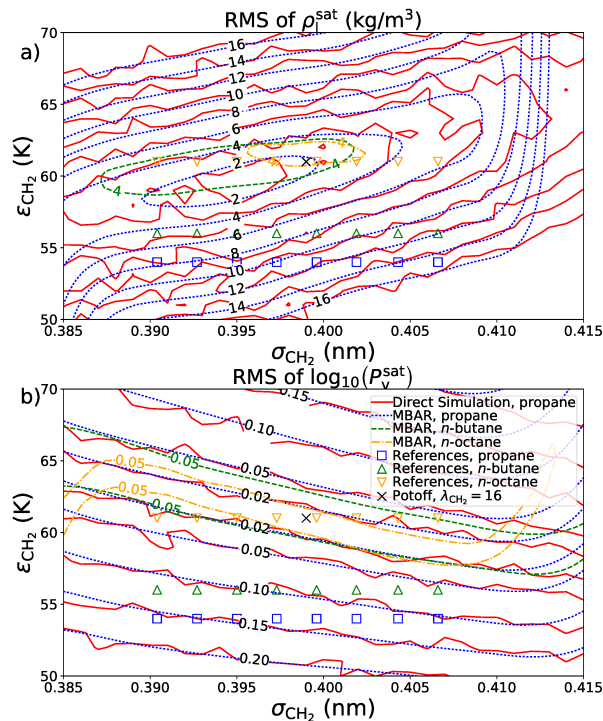 RMS of ρ_l^sat (kg/m³)
a)
70
65
60
55
50
ε_CH₂ (K)
16
14
12
10
8
6
4
2
4
4
4
4
4
2
4
6
8
10
12
14
16
0.385 0.390 0.395 0.400 0.405 0.410 0.415
σ_CH₂ (nm)
RMS of log₁₀(P_v^sat)
b)
70
65
60
55
50
ε_CH₂ (K)
0.15
0.10
0.05
0.02
0.05
0.05
0.05
0.05
0.02
0.05
0.10
0.15
0.20
Direct Simulation, propane
MBAR, propane
MBAR, n-butane
MBAR, n-octane
References, propane
References, n-butane
References, n-octane
Potoff, λ_CH₂ = 16
0.385 0.390 0.395 0.400 0.405 0.410 0.415
σ_CH₂ (nm)